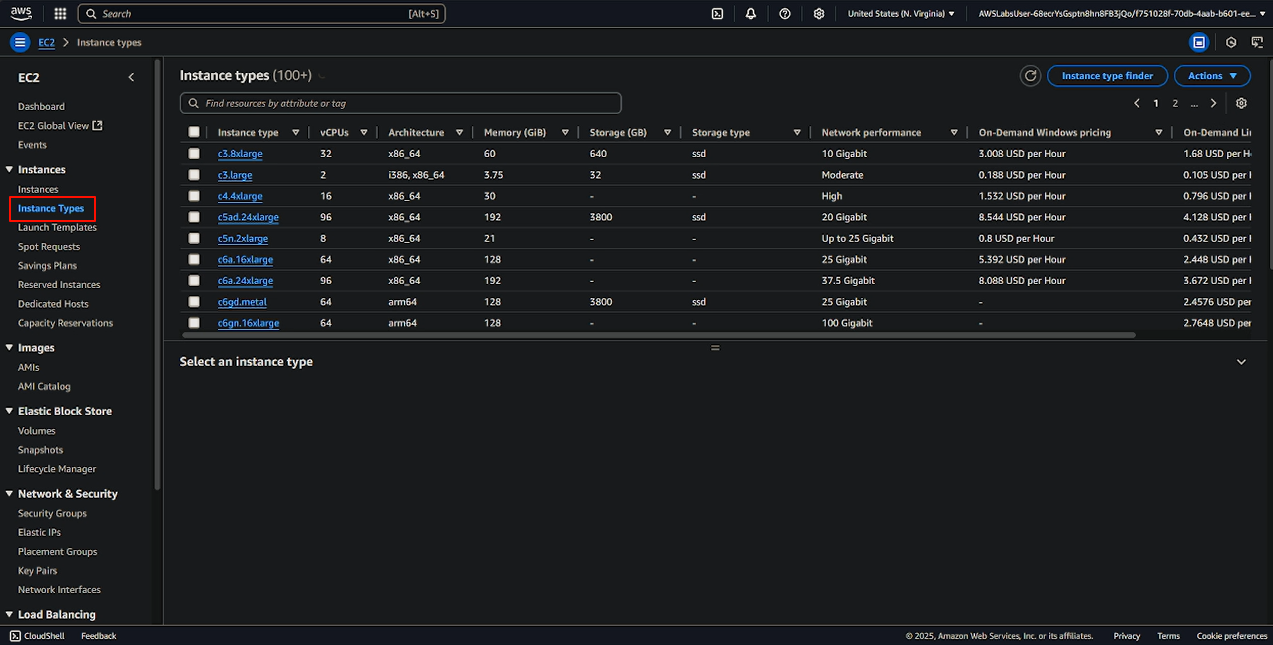 aws
Search [Alt+S]
United States (N. Virginia)
AWSLabsUser-68ecrYsGsptn8hn8FB3jQo/f751028f-70db-4aab-b601-ee...
EC2 > Instance types
EC2
Dashboard
EC2 Global View
Events
Instances
Instances
Instance Types
Launch Templates
Spot Requests
Savings Plans
Reserved Instances
Dedicated Hosts
Capacity Reservations
Images
AMIs
AMI Catalog
Elastic Block Store
Volumes
Snapshots
Lifecycle Manager
Network & Security
Security Groups
Elastic IPs
Placement Groups
Key Pairs
Network Interfaces
Load Balancing
Instance types (100+)
Instance type finder
Actions
Find resources by attribute or tag
< 1 2 ... >
Instance type vCPUs Architecture Memory (GiB) Storage (GB) Storage type Network performance On-Demand Windows pricing On-Demand Lin
c3.8xlarge 32 x86_64 60 640 ssd 10 Gigabit 3.008 USD per Hour 1.68 USD per H
c3.large 2 i386, x86_64 3.75 32 ssd Moderate 0.188 USD per Hour 0.105 USD per H
c4.4xlarge 16 x86_64 30 - - High 1.532 USD per Hour 0.796 USD per H
c5ad.24xlarge 96 x86_64 192 3800 ssd 20 Gigabit 8.544 USD per Hour 4.128 USD per H
c5n.2xlarge 8 x86_64 21 - - Up to 25 Gigabit 0.8 USD per Hour 0.432 USD per H
c6a.16xlarge 64 x86_64 128 - - 25 Gigabit 5.392 USD per Hour 2.448 USD per H
c6a.24xlarge 96 x86_64 192 - - 37.5 Gigabit 8.088 USD per Hour 3.672 USD per H
c6gd.metal 64 arm64 128 3800 ssd 25 Gigabit - 2.4576 USD per
c6gn.16xlarge 64 arm64 128 - - 100 Gigabit - 2.7648 USD per
Select an instance type
CloudShell Feedback
© 2025, Amazon Web Services, Inc. or its affiliates. Privacy Terms Cookie preferences